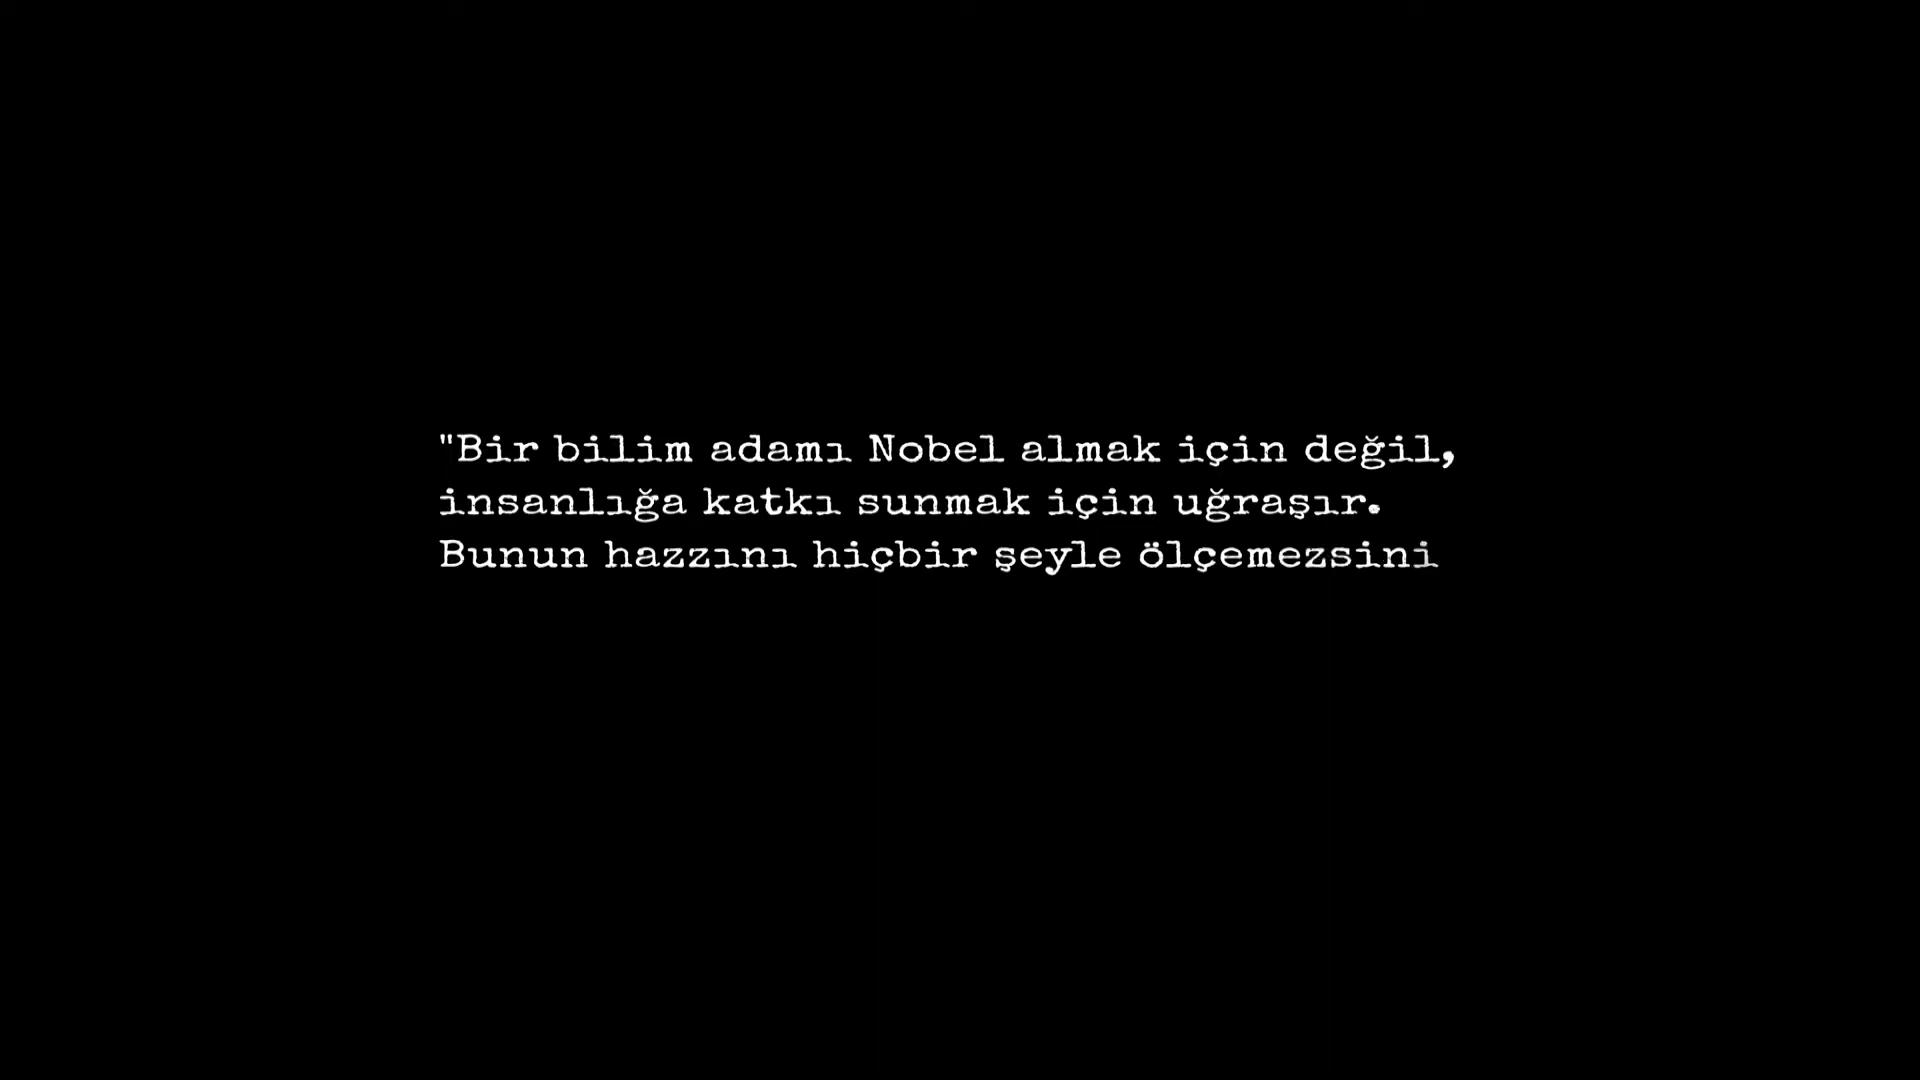 "Bir bilim adamı Nobel almak için değil,
insanlığa katkı sunmak için uğraşır.
Bunun hazzını hiçbir şeyle ölçemezsini